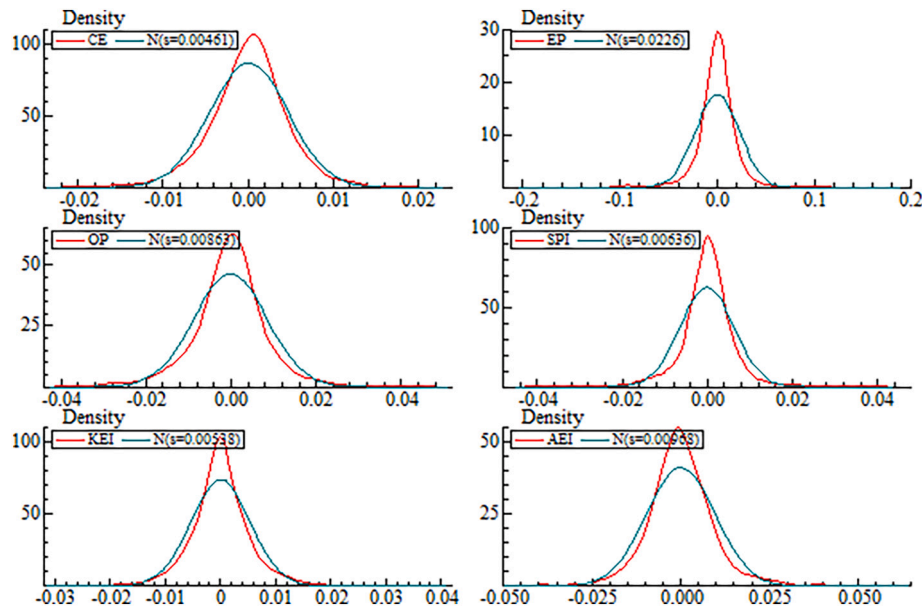 Density
CE N(s=0.00461)
100
50
-0.02 -0.01 0.00 0.01 0.02
Density
EP N(s=0.0226)
30
20
10
-0.2 -0.1 0.0 0.1 0.2
Density
OP N(s=0.00863)
50
25
-0.04 -0.02 0.00 0.02 0.04
Density
SPI N(s=0.00636)
100
50
-0.04 -0.02 0.00 0.02 0.04
Density
KEI N(s=0.00538)
100
50
-0.03 -0.02 -0.01 0 0.01 0.02 0.03
Density
AEI N(s=0.00968)
50
25
-0.050 -0.025 0.000 0.025 0.050